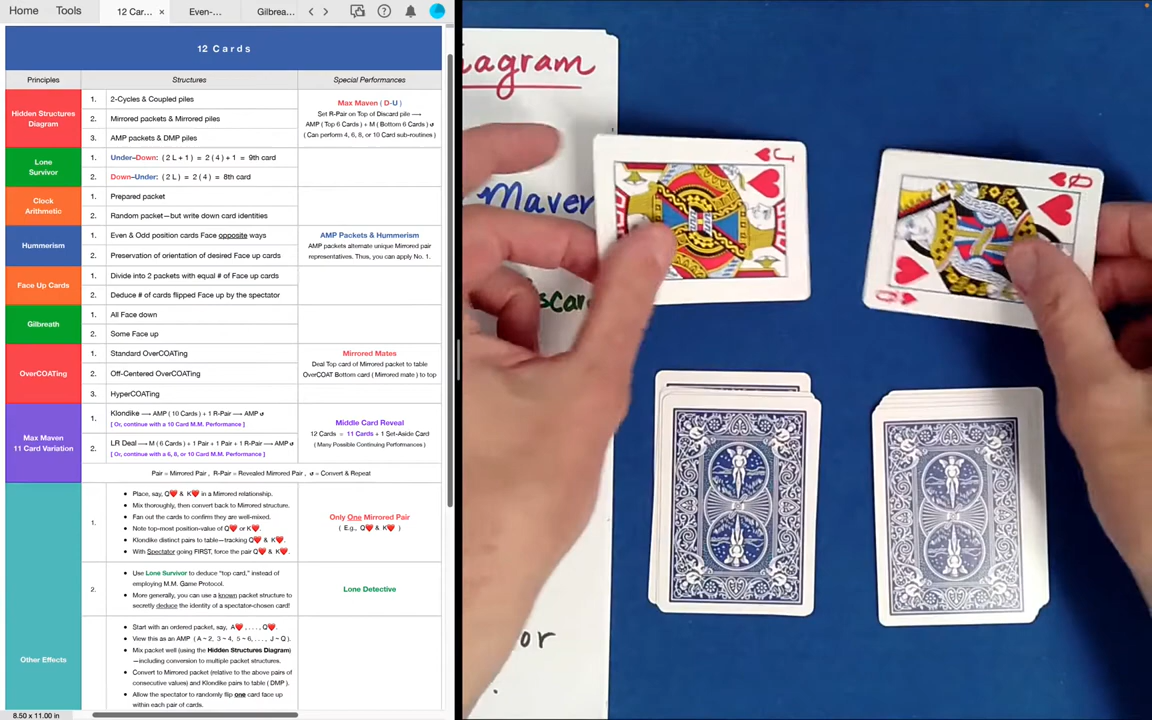 Home
Tools
12 Car...
Even-...
Gilbrea...
12 Cards
Principles
Structures
Special Performances
Hidden Structures
Diagram
1. 2-Cycles & Coupled piles
2. Mirrored packets & Mirrored piles
3. AMP packets & DMP piles
Max Maven ( D-U )
Set R-Pair on Top of Discard pile →
AMP ( Top 6 Cards ) + M ( Bottom 6 Cards ) ↺
( Can perform 4, 6, 8, or 10 Card sub-routines )
Lone
Survivor
1. Under–Down: ( 2 L + 1 ) = 2 ( 4 ) + 1 = 9th card
2. Down–Under: ( 2 L ) = 2 ( 4 ) = 8th card
Clock
Arithmetic
1. Prepared packet
2. Random packet—but write down card identities
Hummerism
1. Even & Odd position cards Face opposite ways
2. Preservation of orientation of desired Face up cards
AMP Packets & Hummerism
AMP packets alternate unique Mirrored pair
representatives. Thus, you can apply No. 1.
Face Up Cards
1. Divide into 2 packets with equal # of Face up cards
2. Deduce # of cards flipped Face up by the spectator
Gilbreath
1. All Face down
2. Some Face up
OverCOATing
1. Standard OverCOATing
2. Off-Centered OverCOATing
3. HyperCOATing
Mirrored Mates
Deal Top card of Mirrored packet to table
OverCOAT Bottom card ( Mirrored mate ) to top
Max Maven
11 Card Variation
1. Klondike → AMP ( 10 Cards ) + 1 R-Pair → AMP ↺
[ Or, continue with a 10 Card M.M. Performance ]
2. LR Deal → M ( 6 Cards ) + 1 Pair + 1 Pair + 1 R-Pair → AMP ↺
[ Or, continue with a 6, 8, or 10 Card M.M. Performance ]
Middle Card Reveal
12 Cards = 11 Cards + 1 Set-Aside Card
( Many Possible Continuing Performances )
Pair = Mirrored Pair , R-Pair = Revealed Mirrored Pair , ↺ = Convert & Repeat
Other Effects
1.
• Place, say, Q♥ & K♥ in a Mirrored relationship.
• Mix thoroughly, then convert back to Mirrored structure.
• Fan out the cards to confirm they are well-mixed.
• Note top-most position-value of Q♥ or K♥.
• Klondike distinct pairs to table—tracking Q♥ & K♥.
• With Spectator going FIRST, force the pair Q♥ & K♥.
Only One Mirrored Pair
( E.g., Q♥ & K♥ )
2.
• Use Lone Survivor to deduce “top card,” instead of
employing M.M. Game Protocol.
• More generally, you can use a known packet structure to
secretly deduce the identity of a spectator-chosen card!
Lone Detective
• Start with an ordered packet, say, A♥ , . . . , Q♥.
• View this as an AMP ( A ~ 2, 3 ~ 4, 5 ~ 6, . . . , J ~ Q ).
• Mix packet well (using the Hidden Structures Diagram)
—including conversion to multiple packet structures.
• Convert to Mirrored packet (relative to the above pairs of
consecutive values) and Klondike pairs to table ( DMP ).
• Allow the spectator to randomly flip one card face up
within each pair of cards.
8.50 x 11.00 in
agram
Maven
scar
or
J
Q
Q